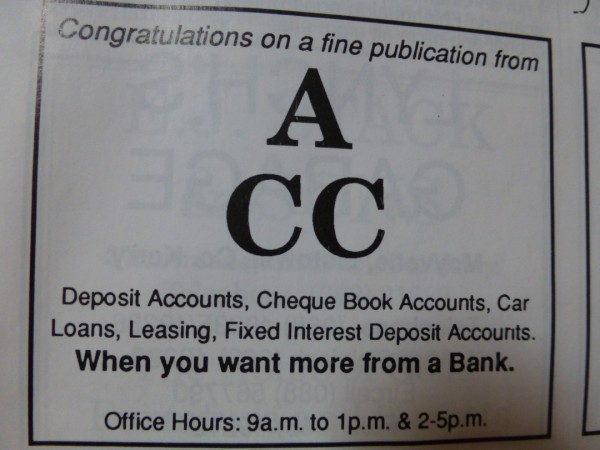 Congratulations on a fine publication from
A
CC
Deposit Accounts, Cheque Book Accounts, Car
Loans, Leasing, Fixed Interest Deposit Accounts.
When you want more from a Bank.
Office Hours: 9a.m. to 1p.m. & 2-5p.m.